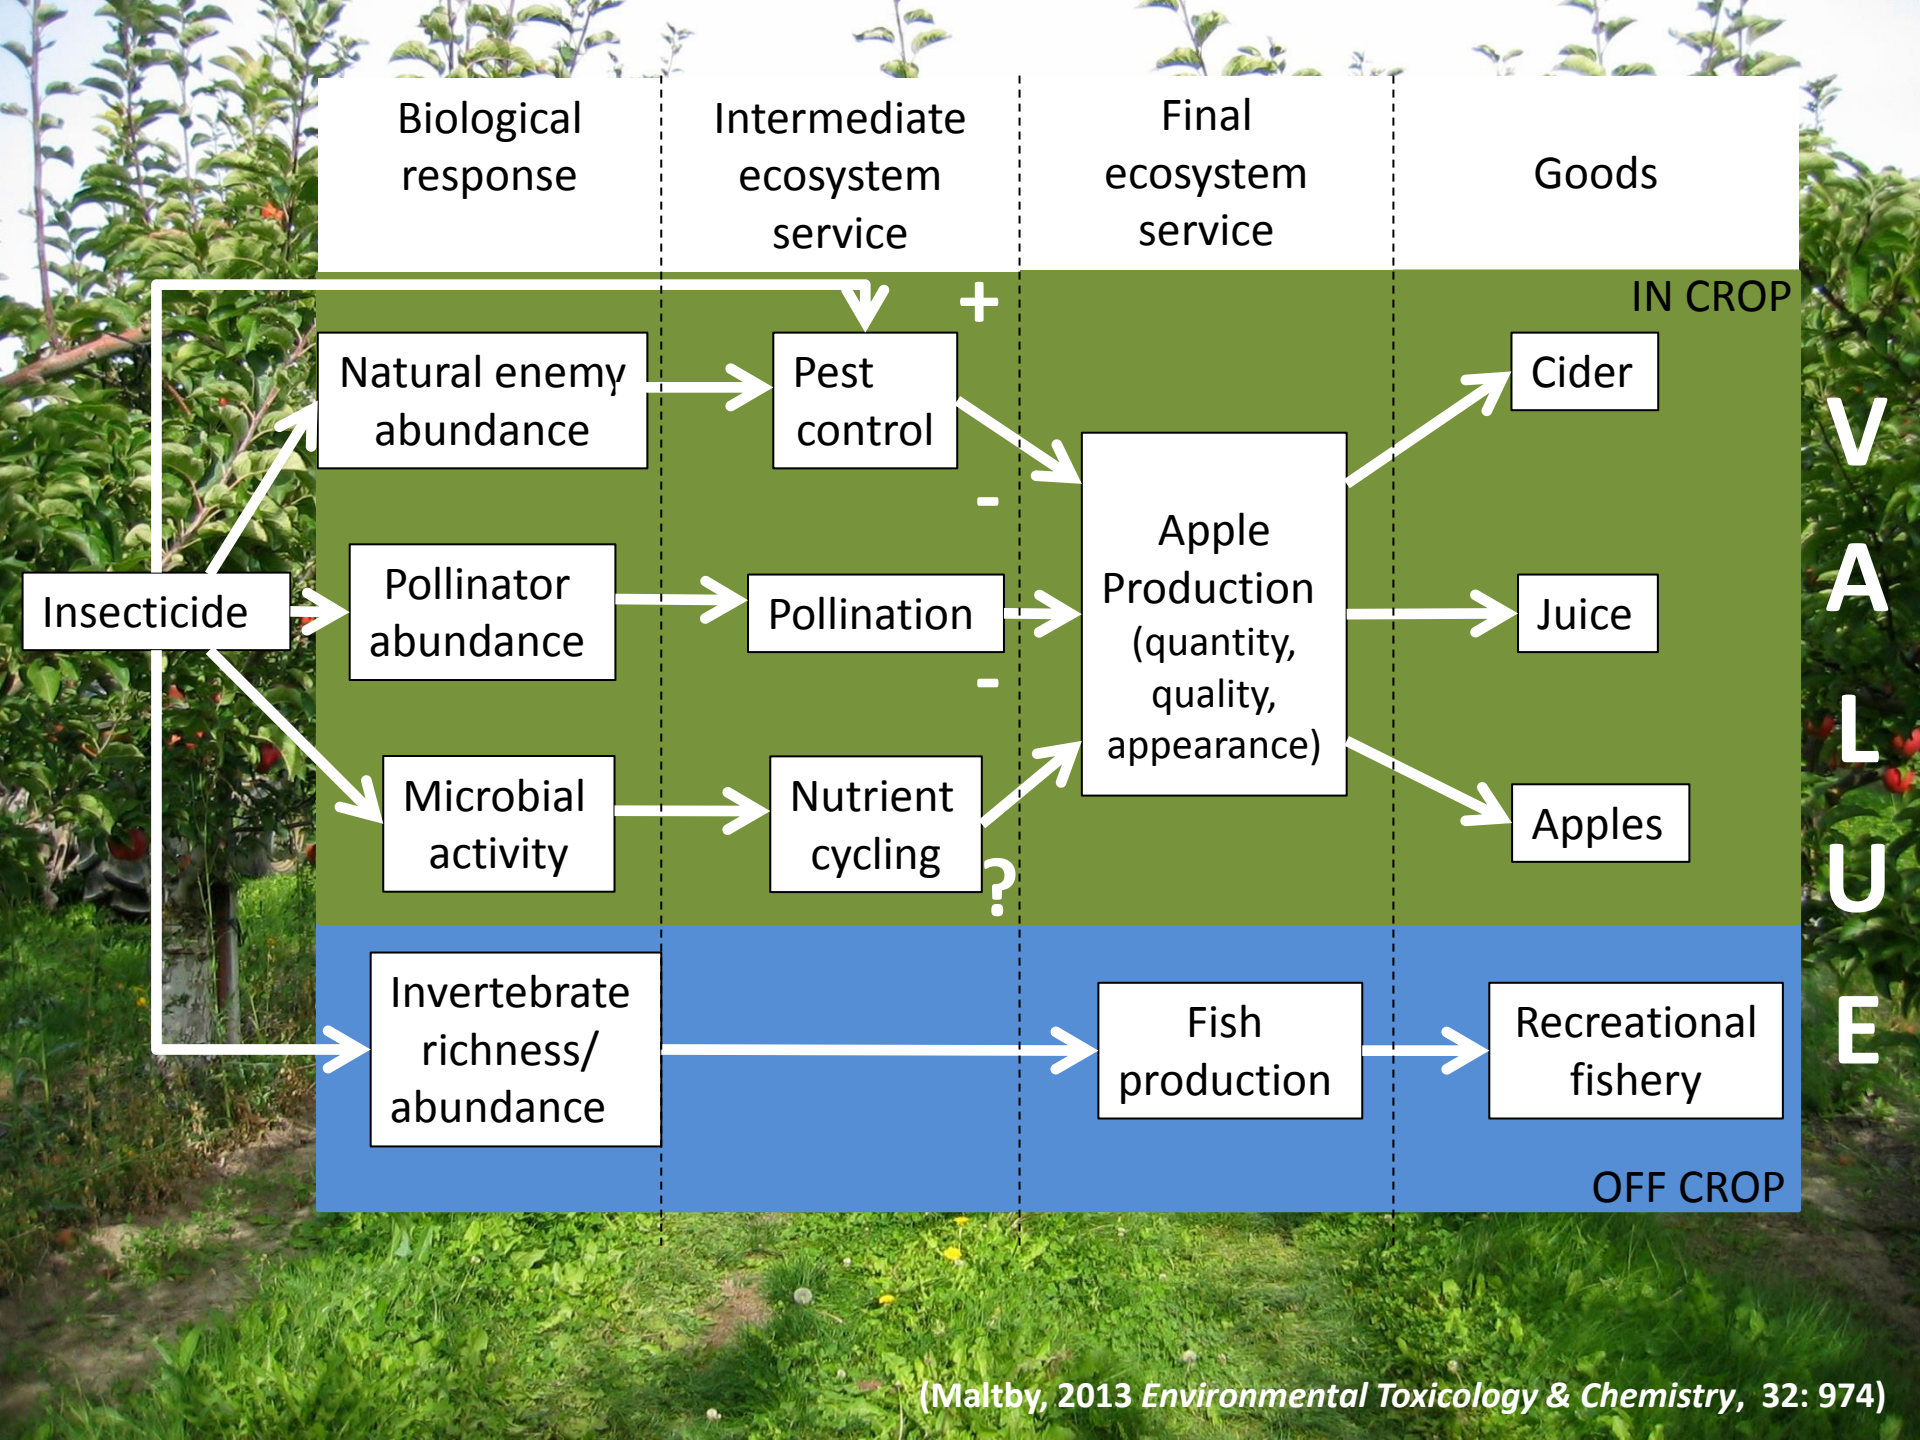 Biological
response
Intermediate
ecosystem
service
Final
ecosystem
service
Goods
IN CROP
+
Natural enemy
abundance
Pest
control
Cider
-
Insecticide
Pollinator
abundance
Pollination
Apple
Production
(quantity,
quality,
appearance)
Juice
-
Microbial
activity
Nutrient
cycling
?
Apples
Invertebrate
richness/
abundance
Fish
production
Recreational
fishery
OFF CROP
V
A
L
U
E
(Maltby, 2013 Environmental Toxicology & Chemistry, 32: 974)